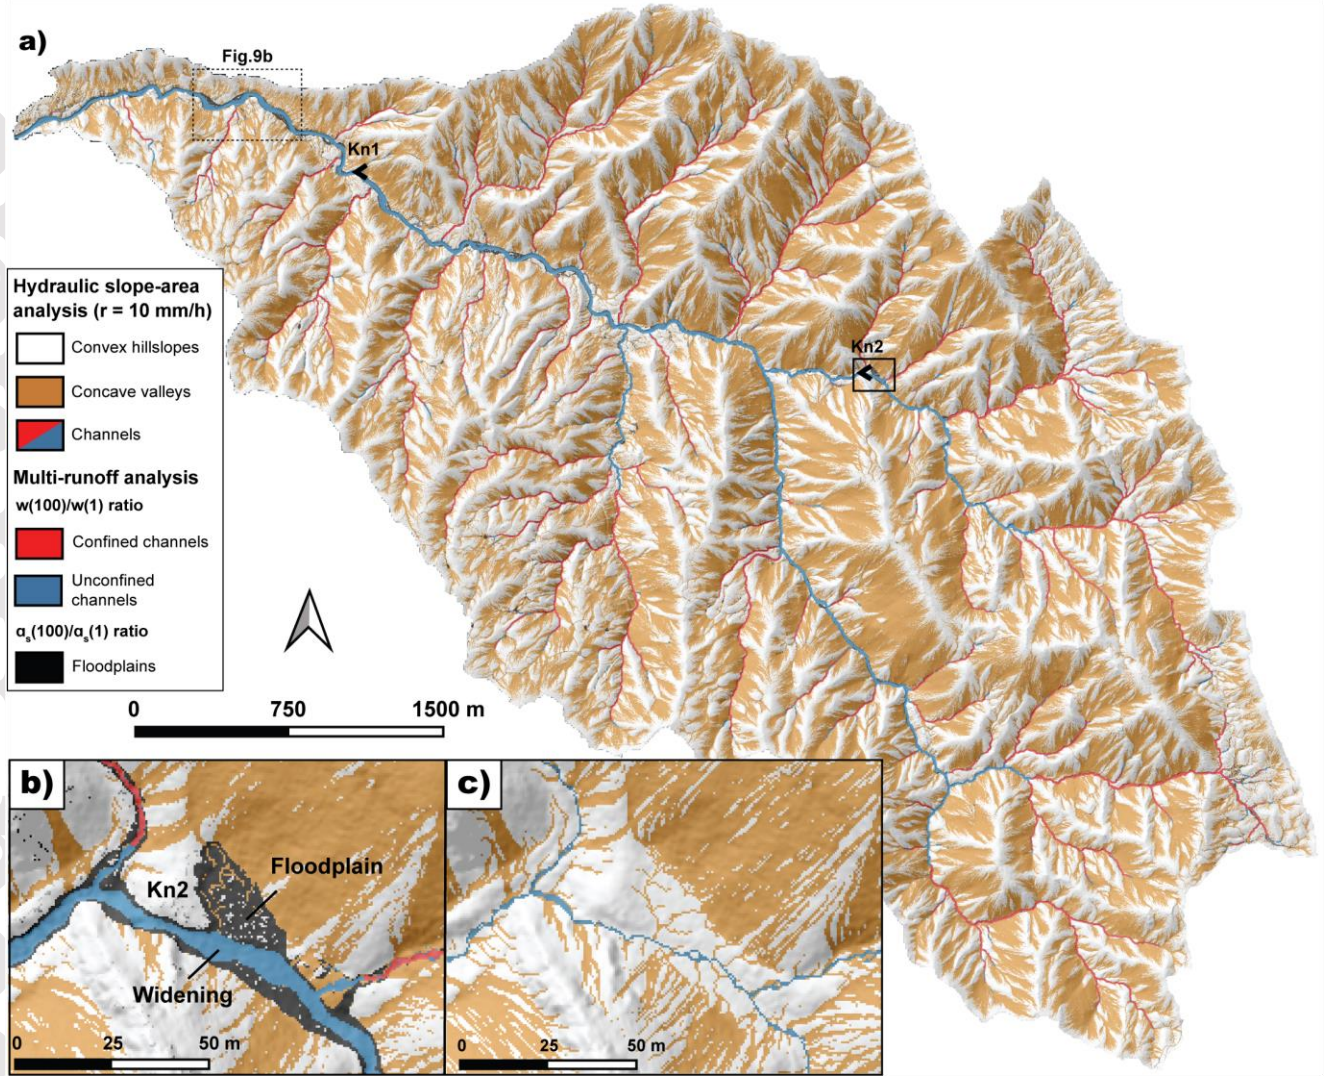 a)
Fig.9b
Kn1
Kn2
Hydraulic slope-area
analysis (r = 10 mm/h)
Convex hillslopes
Concave valleys
Channels
Multi-runoff analysis
w(100)/w(1) ratio
Confined channels
Unconfined
channels
αs(100)/αs(1) ratio
Floodplains
0 750 1500 m
b)
Floodplain
Kn2
Widening
0 25 50 m
c)
0 25 50 m